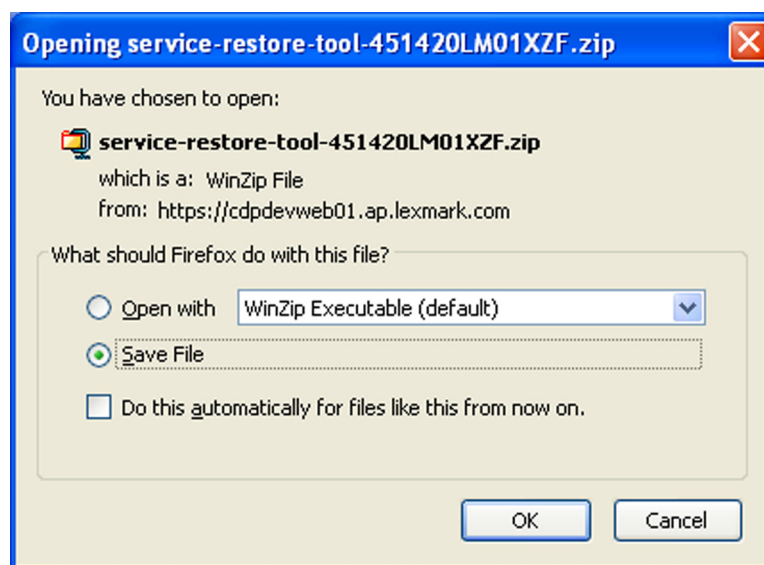 Opening service-restore-tool-451420LM01XZF.zip
You have chosen to open:
service-restore-tool-451420LM01XZF.zip
which is a: WinZip File
from: https://cdpdevweb01.ap.lexmark.com
What should Firefox do with this file?
Open with WinZip Executable (default)
Save File
Do this automatically for files like this from now on.
OK Cancel